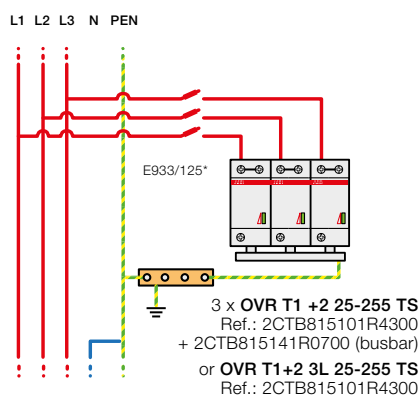 L1 L2 L3 N PEN
E933/125*
3 x OVR T1 +2 25-255 TS
Ref.: 2CTB815101R4300
+ 2CTB815141R0700 (busbar)
or OVR T1+2 3L 25-255 TS
Ref.: 2CTB815101R4300